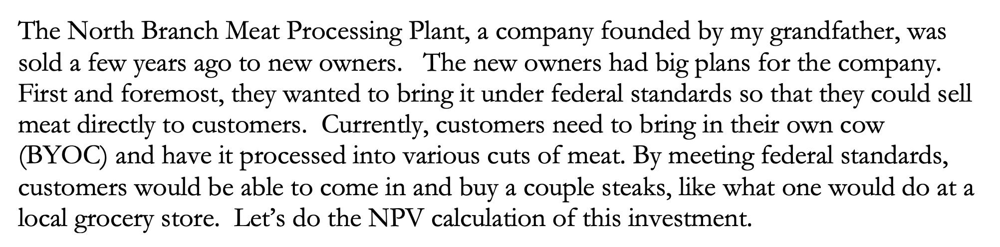 The North Branch Meat Processing Plant, a company founded by my grandfather, was
sold a few years ago to new owners.   The new owners had big plans for the company.
First and foremost, they wanted to bring it under federal standards so that they could sell
meat directly to customers.  Currently, customers need to bring in their own cow
(BYOC) and have it processed into various cuts of meat. By meeting federal standards,
customers would be able to come in and buy a couple steaks, like what one would do at a
local grocery store.  Let’s do the NPV calculation of this investment.